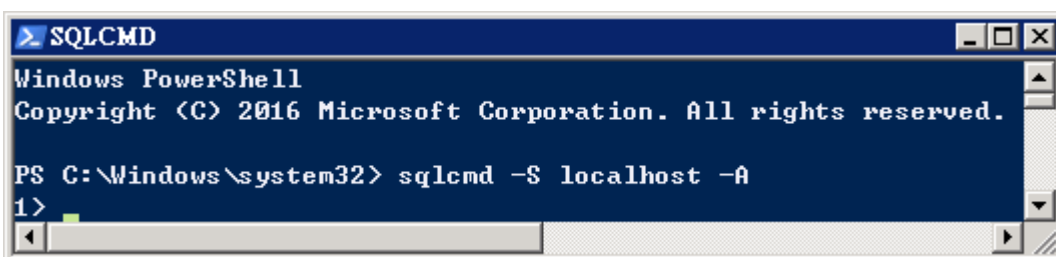 SQLCMD
Windows PowerShell
Copyright (C) 2016 Microsoft Corporation. All rights reserved.
PS C:\Windows\system32> sqlcmd -S localhost -A
1>